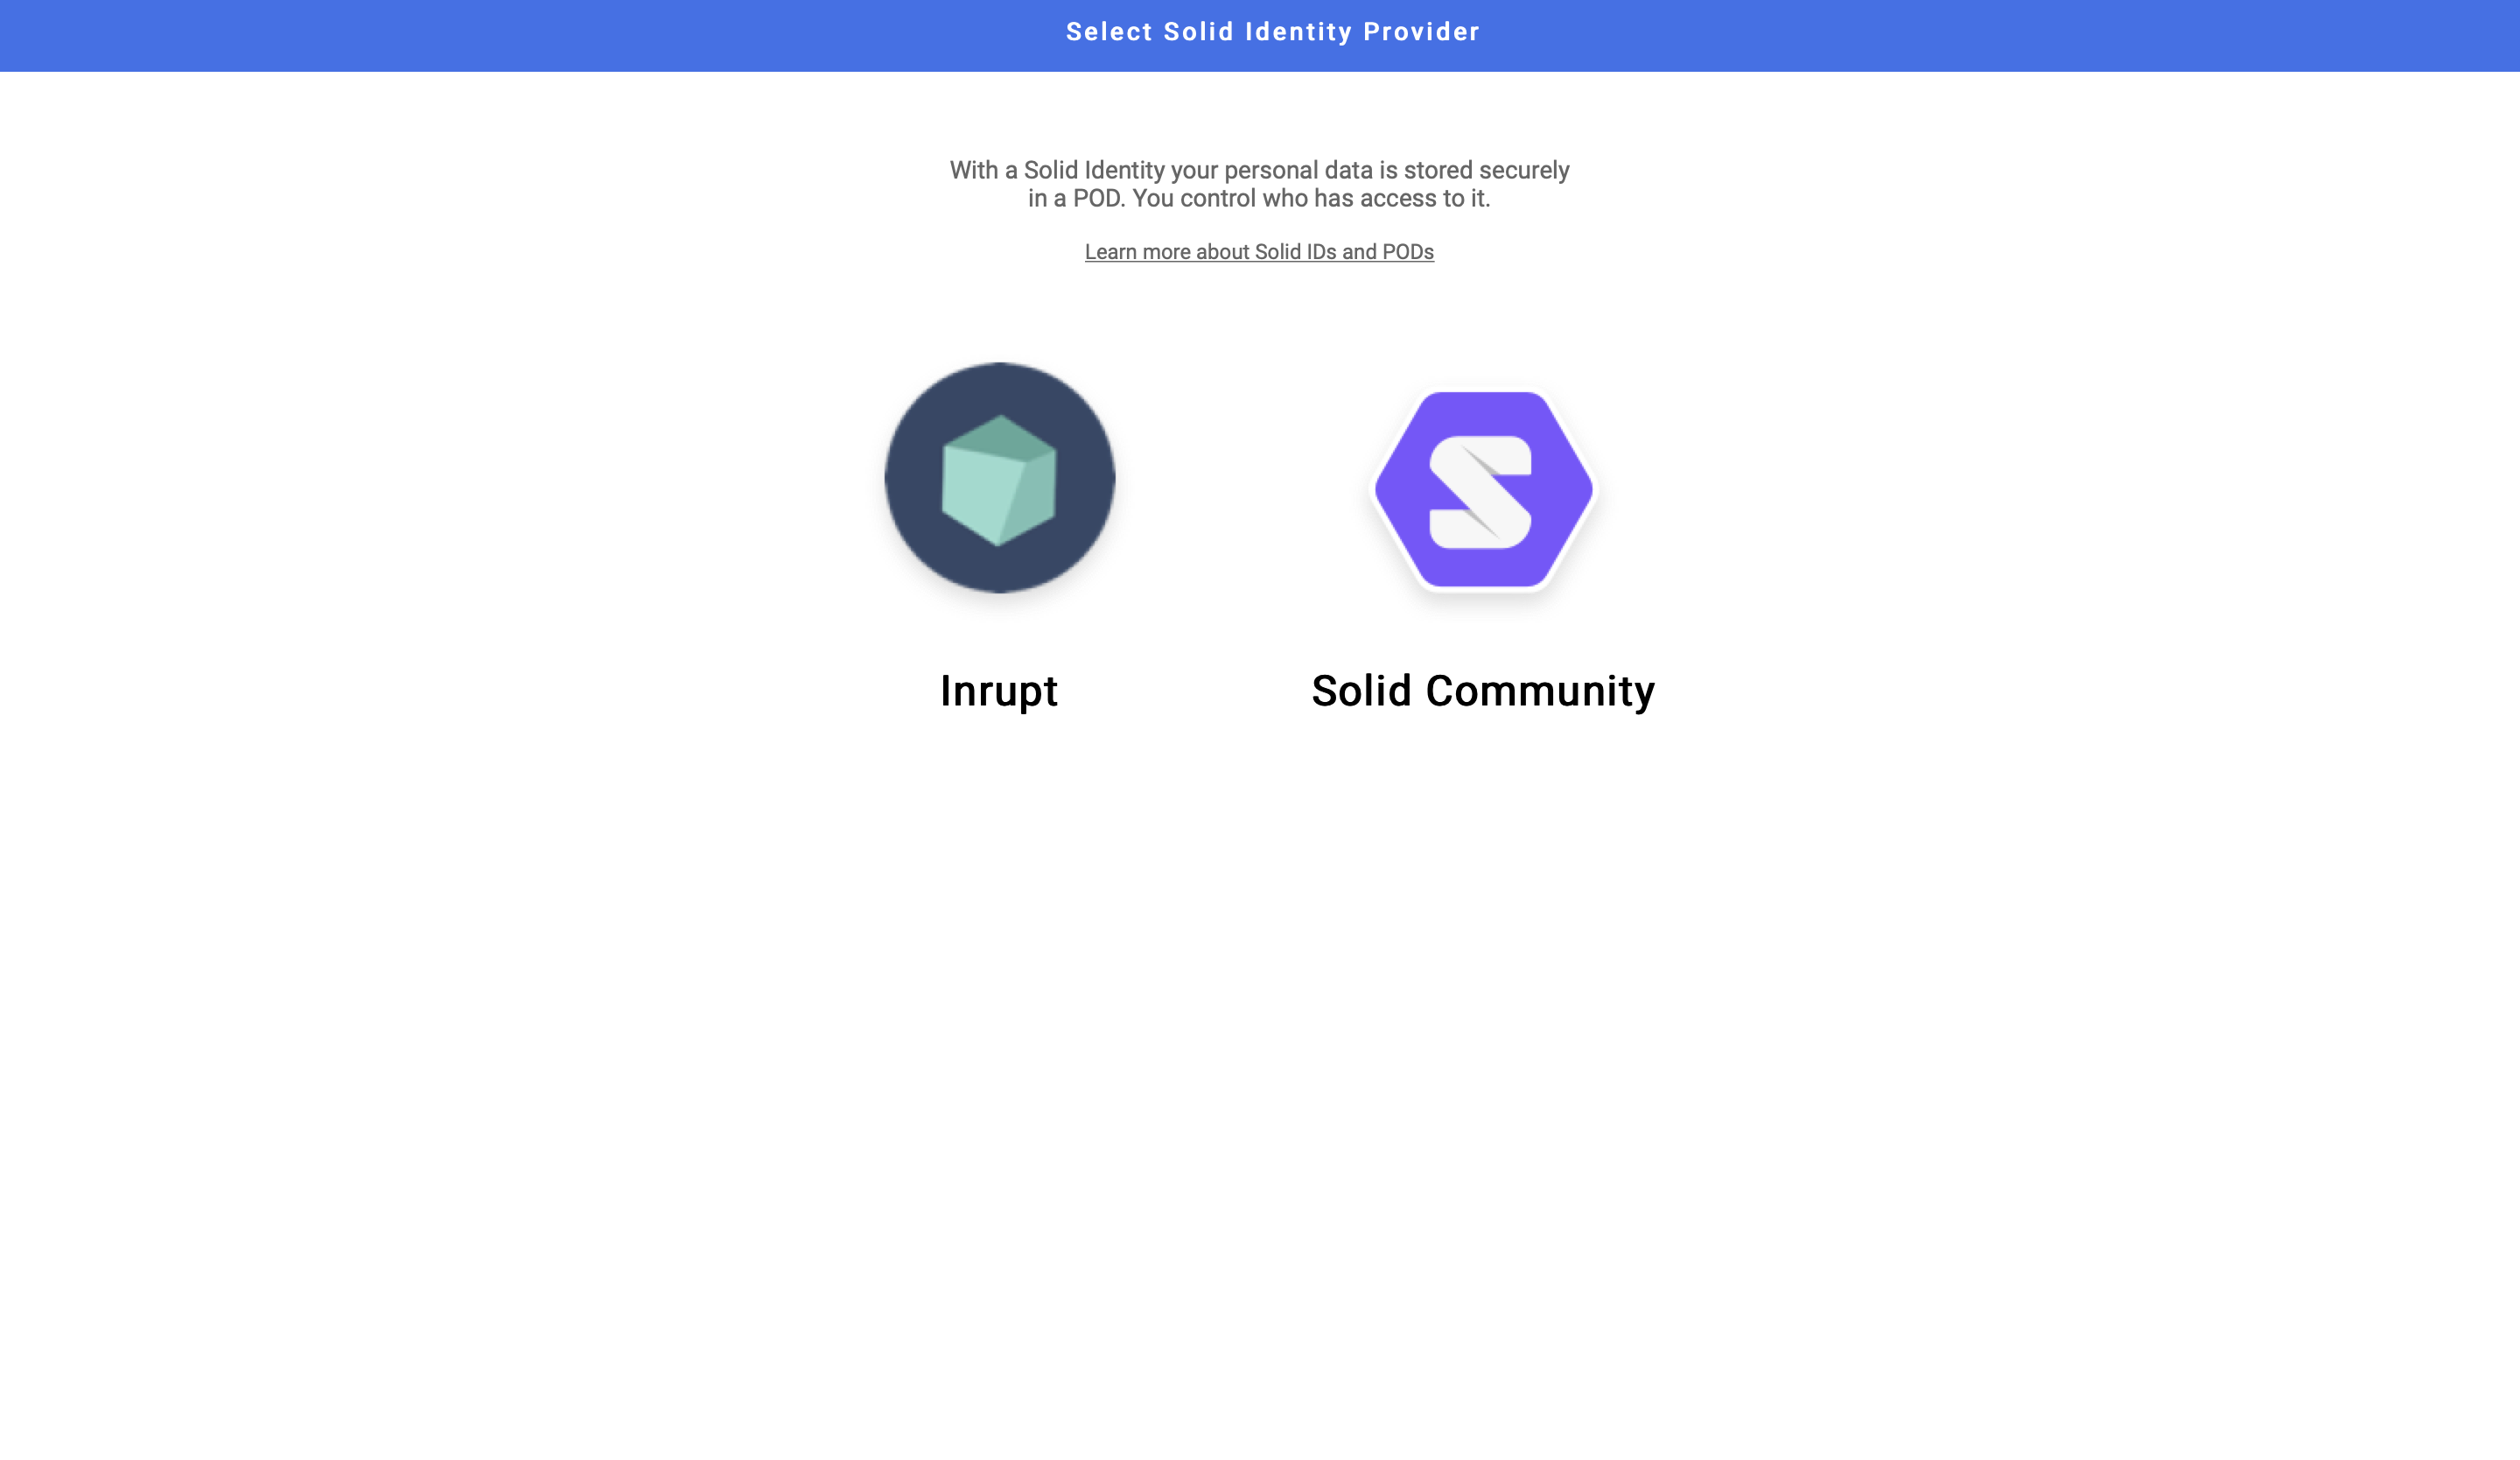 Select Solid Identity Provider
With a Solid Identity your personal data is stored securely
in a POD. You control who has access to it.
Learn more about Solid IDs and PODs
Inrupt
Solid Community